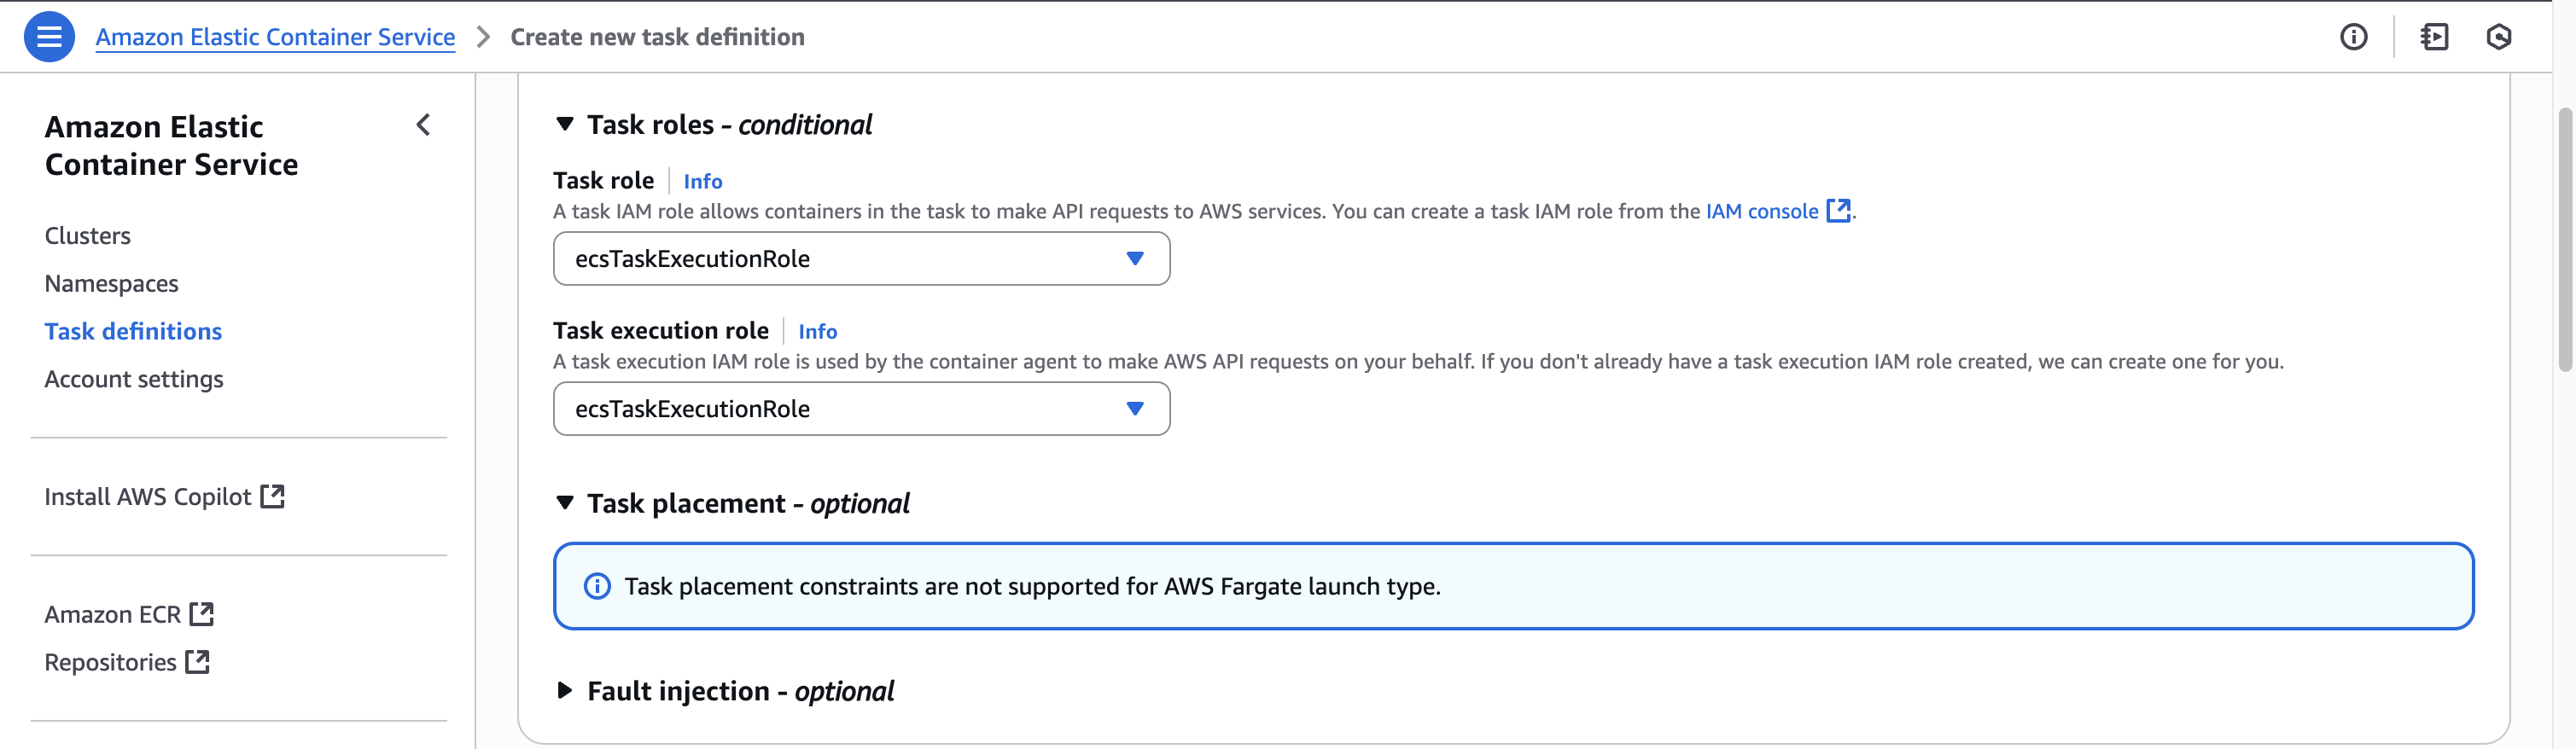 Amazon Elastic Container Service > Create new task definition
Amazon Elastic
Container Service
Clusters
Namespaces
Task definitions
Account settings
Install AWS Copilot
Amazon ECR
Repositories
Task roles - conditional
Task role | Info
A task IAM role allows containers in the task to make API requests to AWS services. You can create a task IAM role from the IAM console.
ecsTaskExecutionRole
Task execution role | Info
A task execution IAM role is used by the container agent to make AWS API requests on your behalf. If you don't already have a task execution IAM role created, we can create one for you.
ecsTaskExecutionRole
Task placement - optional
Task placement constraints are not supported for AWS Fargate launch type.
Fault injection - optional